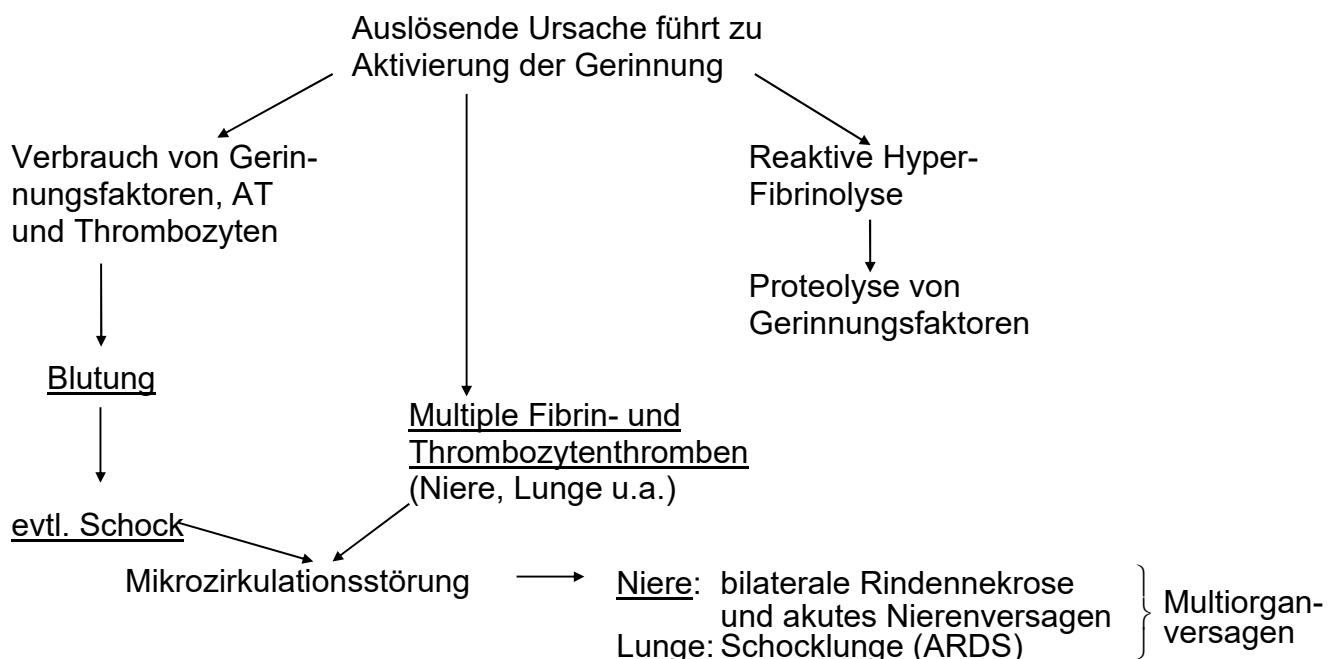 Auslösende Ursache führt zu
Aktivierung der Gerinnung
Verbrauch von Gerin-
nungsfaktoren, AT
und Thrombozyten
Reaktive Hyper-
Fibrinolyse
Proteolyse von
Gerinnungsfaktoren
Blutung
Multiple Fibrin- und
Thrombozytenthromben
(Niere, Lunge u.a.)
evtl. Schock
Mikrozirkulationsstörung
Niere: bilaterale Rindennekrose
und akutes Nierenversagen
Lunge: Schocklunge (ARDS)
Multiorgan-
versagen